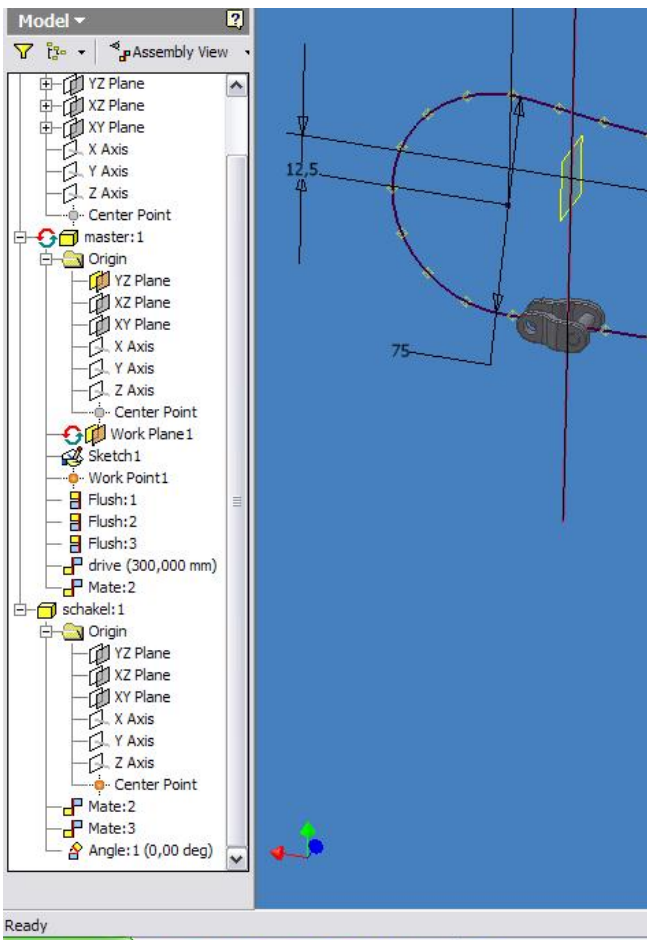 Model
Assembly View
YZ Plane
XZ Plane
XY Plane
X Axis
Y Axis
Z Axis
Center Point
master:1
Origin
YZ Plane
XZ Plane
XY Plane
X Axis
Y Axis
Z Axis
Center Point
Work Plane1
Sketch1
Work Point1
Flush:1
Flush:2
Flush:3
drive (300,000 mm)
Mate:2
schakel:1
Origin
YZ Plane
XZ Plane
XY Plane
X Axis
Y Axis
Z Axis
Center Point
Mate:2
Mate:3
Angle:1 (0,00 deg)
Ready
12,5
75